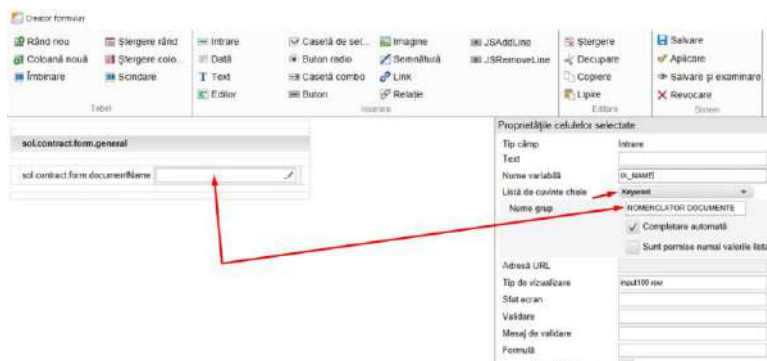 Creator formular
Rând nou
Ștergere rând
Intrare
Casetă de sel...
Imagine
JSAddLine
Ștergere
Salvare
Coloană nouă
Ștergere colo...
Dată
Buton radio
Semnătură
JSRemoveLine
Decupare
Aplicare
Îmbinare
Scindare
Text
Casetă combo
Link
Copiere
Salvare și examinare
Editor
Buton
Relație
Lipire
Revocare
Tabel
Inserare
Editare
Sistem
Proprietățile celulelor selectate
sol.contract.form.general
Tip câmp
Intrare
Text
sol.contract.form.documentName
Nume variabilă
IX_NAME
Listă de cuvinte cheie
Keyword
Nume grup
NOMENCLATOR DOCUMENTE
Completare automată
Sunt permise numai valorile lista
Adresă URL
Tip de vizualizare
input100 row
Sfat ecran
Validare
Mesaj de validare
Formulă